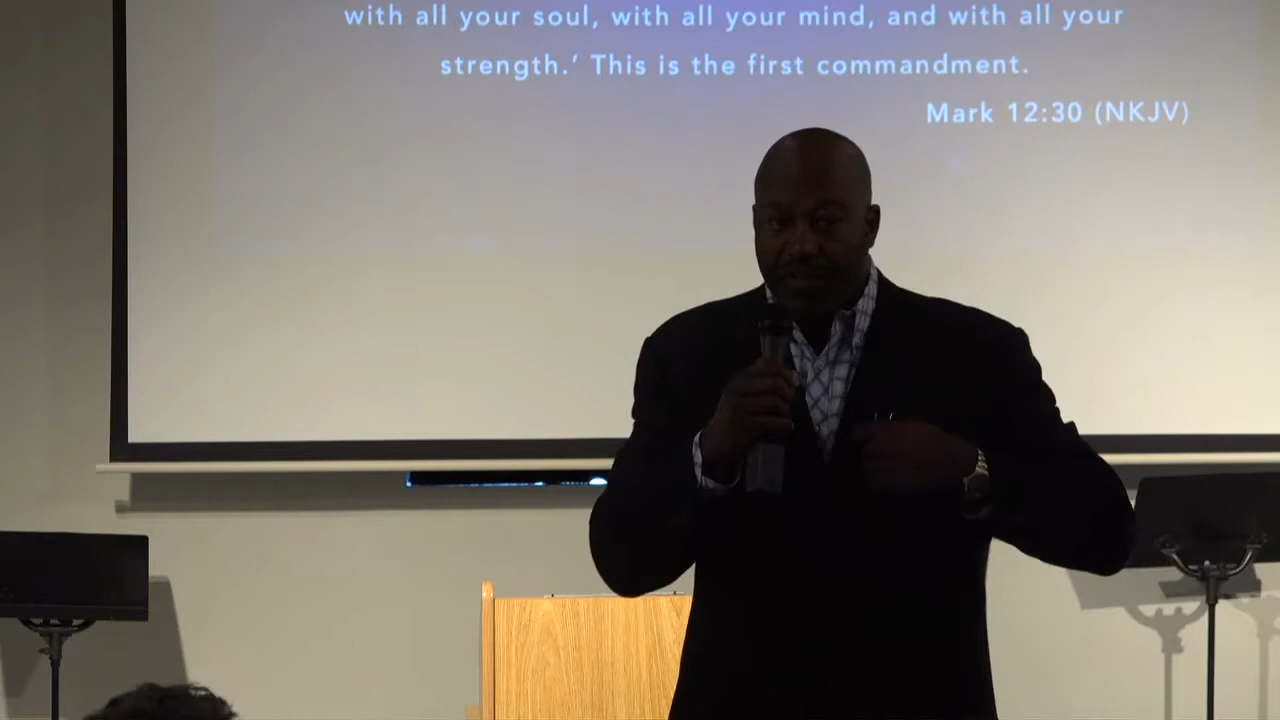 with all your soul, with all your mind, and with all your
strength.’ This is the first commandment.
Mark 12:30 (NKJV)